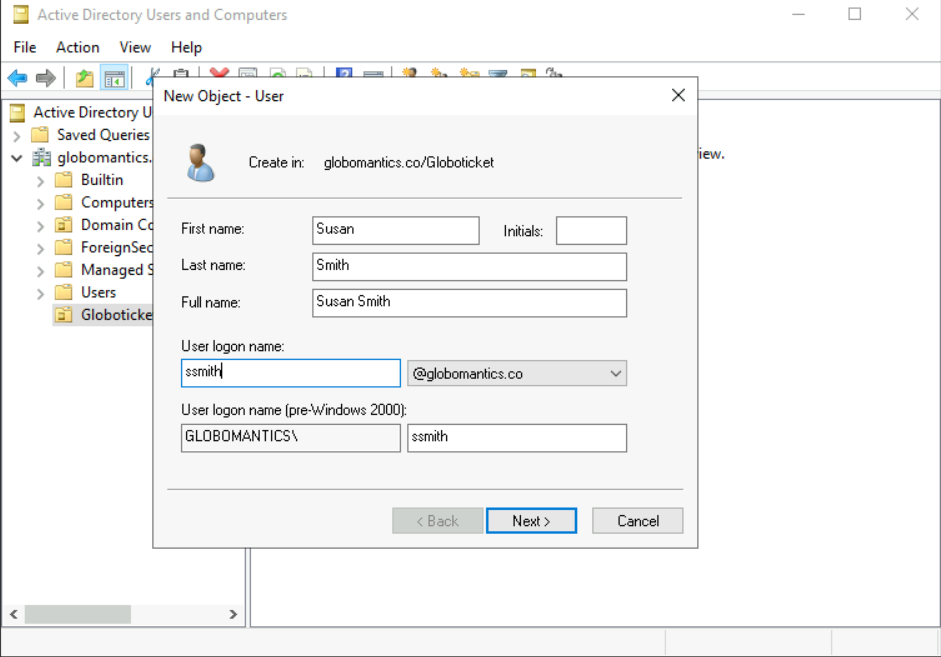 Active Directory Users and Computers
File Action View Help
New Object - User
Active Directory U
Saved Queries
globomantics.
Builtin
Computers
Domain Co
ForeignSec
Managed S
Users
Globoticke
iew.
Create in: globomantics.co/Globoticket
First name: Susan Initials:
Last name: Smith
Full name: Susan Smith
User logon name:
ssmith @globomantics.co
User logon name (pre-Windows 2000):
GLOBOMANTICS\ ssmith
< Back Next > Cancel